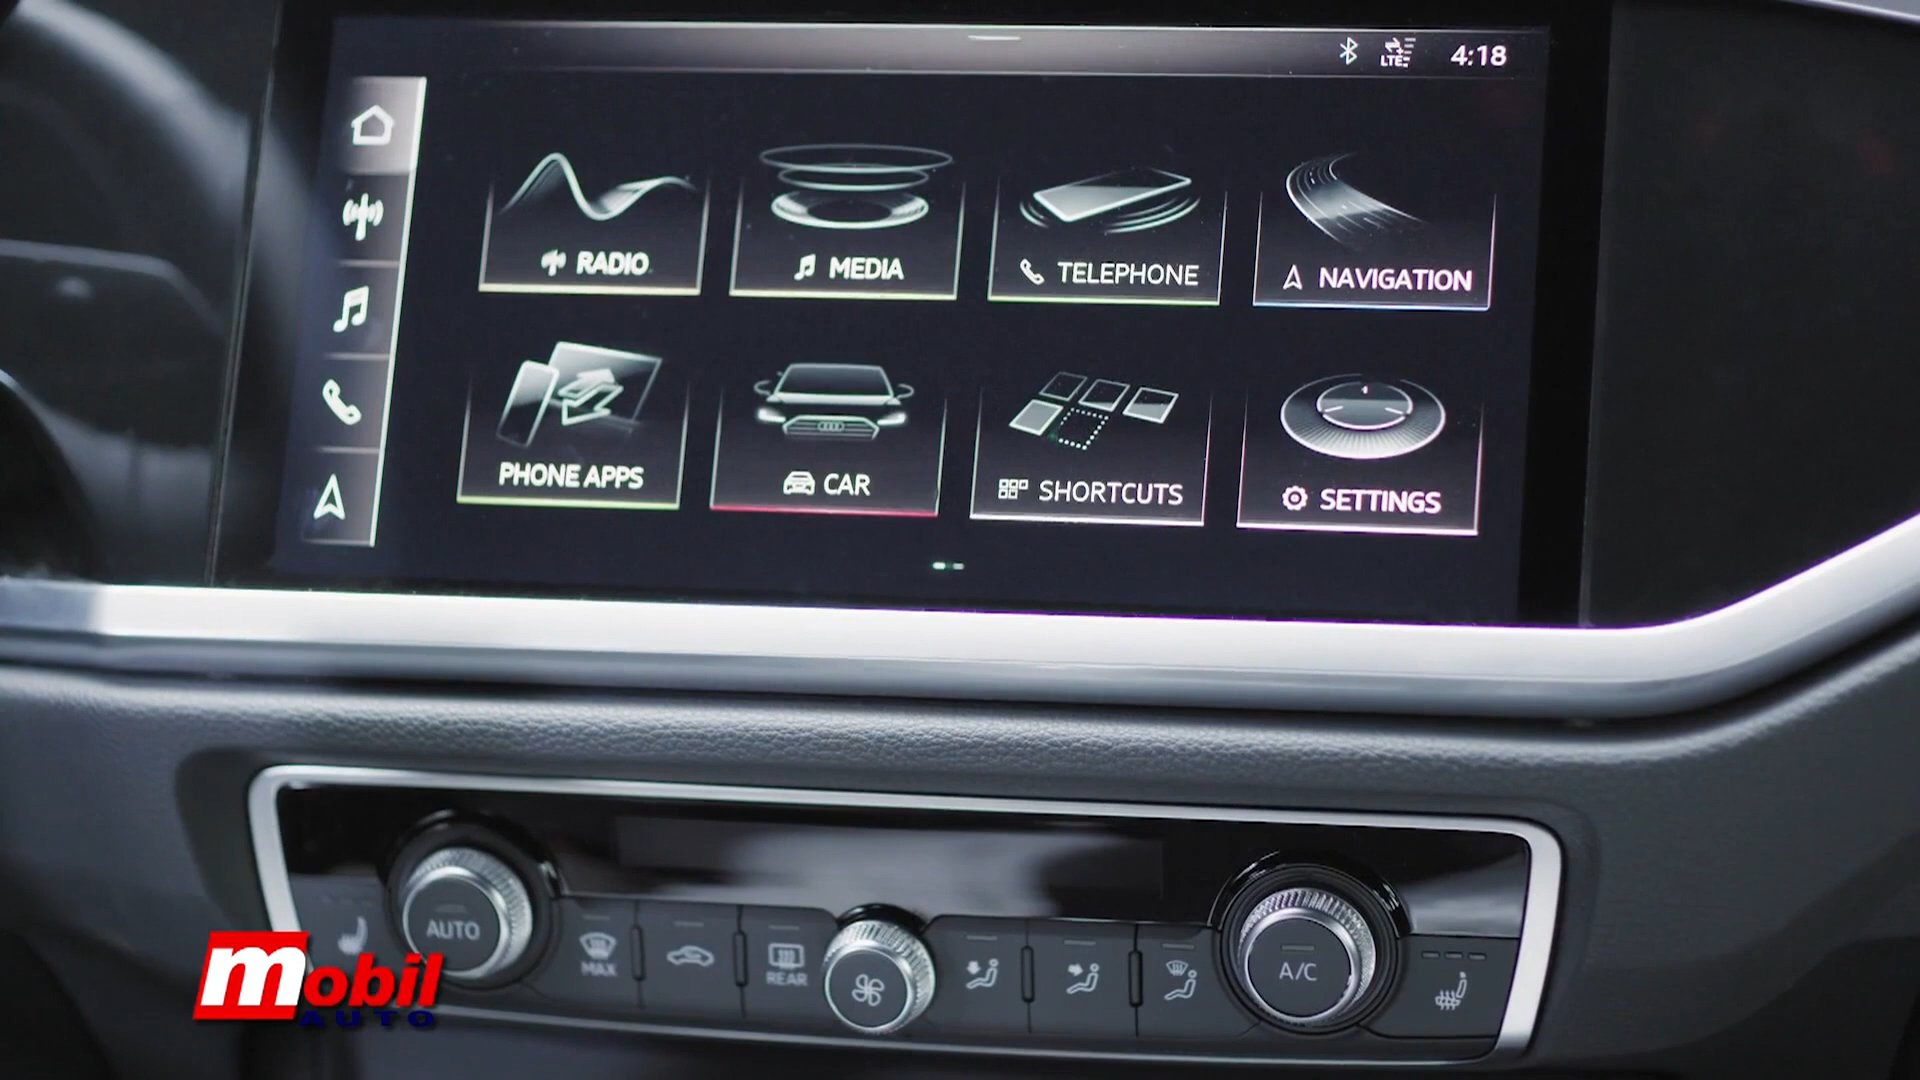 LTE 4:18
RADIO MEDIA TELEPHONE NAVIGATION
PHONE APPS CAR SHORTCUTS SETTINGS
AUTO MAX REAR A/C
mobil
AUTO